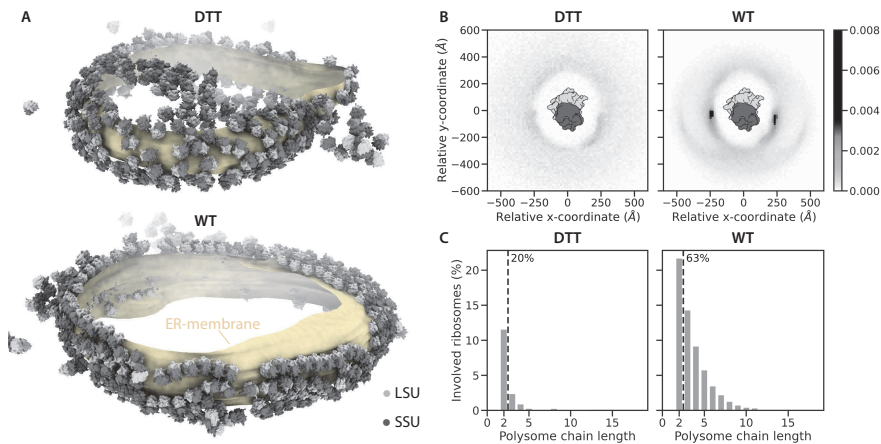 A
DTT
WT
ER-membrane
LSU
SSU
B
DTT
WT
Relative y-coordinate (Å)
600
400
200
0
−200
−400
−600
−500 −250 0 250 500
−500 −250 0 250 500
Relative x-coordinate (Å)
Relative x-coordinate (Å)
0.008
0.006
0.004
0.002
0.000
C
DTT
WT
Involved ribosomes (%)
20
15
10
5
0
20%
63%
0 2 5 10 15
0 2 5 10 15
Polysome chain length
Polysome chain length